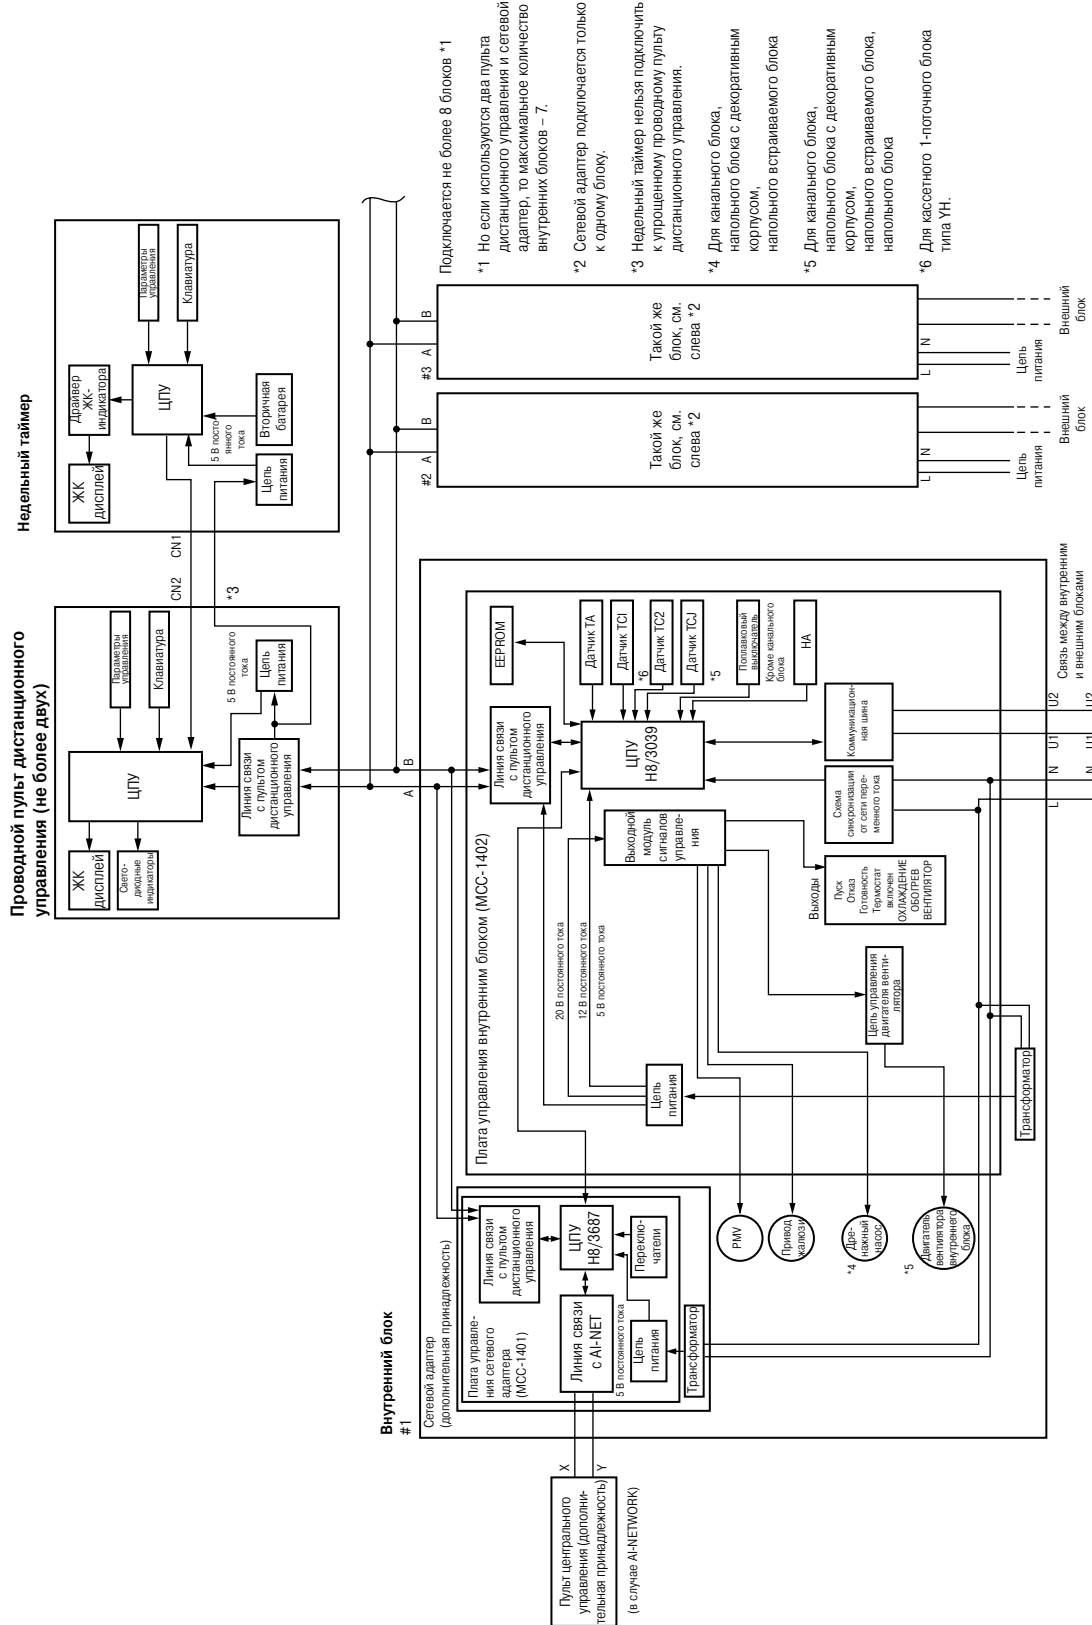 Проводной пульт дистанционного
управления (не более двух)
ЖК
дисплей
Свето-
диодные
индикаторы
ЦПУ
Параметры
управления
Клавиатура
Линия связи
с пультом
дистанционного
управления
5 В постоянного
тока
Цепь
питания
Недельный таймер
ЖК
дисплей
Драйвер
ЖК-
индикатора
ЦПУ
Параметры
управления
Клавиатура
5 В посто-
янного
тока
Вторичная
батарея
Цепь
питания
CN2
CN1
*3
A
B
Внутренний блок
#1
Сетевой адаптер
(дополнительная принадлежность)
Плата управле-
ния сетевого
адаптера
(MCC-1401)
Линия связи
с пультом
дистанционного
управления
ЦПУ
H8/3687
Линия связи
с AI-NET
Переклю-
чатели
5 В постоянного тока
Цепь
питания
Трансформатор
X
Y
Пульт центрального
управления (дополни-
тельная принадлежность)
(в случае AI-NETWORK)
Плата управления внутренним блоком (MCC-1402)
Линия связи
с пультом
дистанционного
управления
EEPROM
ЦПУ
H8/3039
Датчик TA
Датчик TCI
*6
Датчик TC2
Датчик TCJ
*5
Поплавковый
выключатель
Кроме канального
блока
HA
20 В постоянного тока
12 В постоянного тока
5 В постоянного тока
Цепь
питания
Выходной
модуль
сигналов
управле-
ния
Коммуникацион-
ная шина
Схема
синхронизации
от сети пере-
менного тока
Выходы
Пуск
Отказ
Готовность
Термостат
включен
ОХЛАЖДЕНИЕ
ОБОГРЕВ
ВЕНТИЛЯТОР
Цепь управления
двигателя венти-
лятора
Трансформатор
PMV
Привод
жалюзи
*4
Дре-
нажный
насос
*5
Двигатель
вентилятора
внутреннего
блока
L
N
U1
U2
Связь между внутренним
и внешним блоками
N
U1
U2
#2
A
B
Такой же
блок, см.
слева *2
L
N
Цепь
питания
Внешний
блок
#3
A
B
Такой же
блок, см.
слева *2
L
N
Цепь
питания
Внешний
блок
Подключается не более 8 блоков *1
*1 Но если используются два пульта
дистанционного управления и сетевой
адаптер, то максимальное количество
внутренних блоков – 7.
*2 Сетевой адаптер подключается только
к одному блоку.
*3 Недельный таймер нельзя подключить
к упрощенному проводному пульту
дистанционного управления.
*4 Для канального блока,
напольного блока с декоративным
корпусом,
напольного встраиваемого блока
*5 Для канального блока,
напольного блока с декоративным
корпусом,
напольного встраиваемого блока,
напольного блока
*6 Для кассетного 1-поточного блока
типа YH.